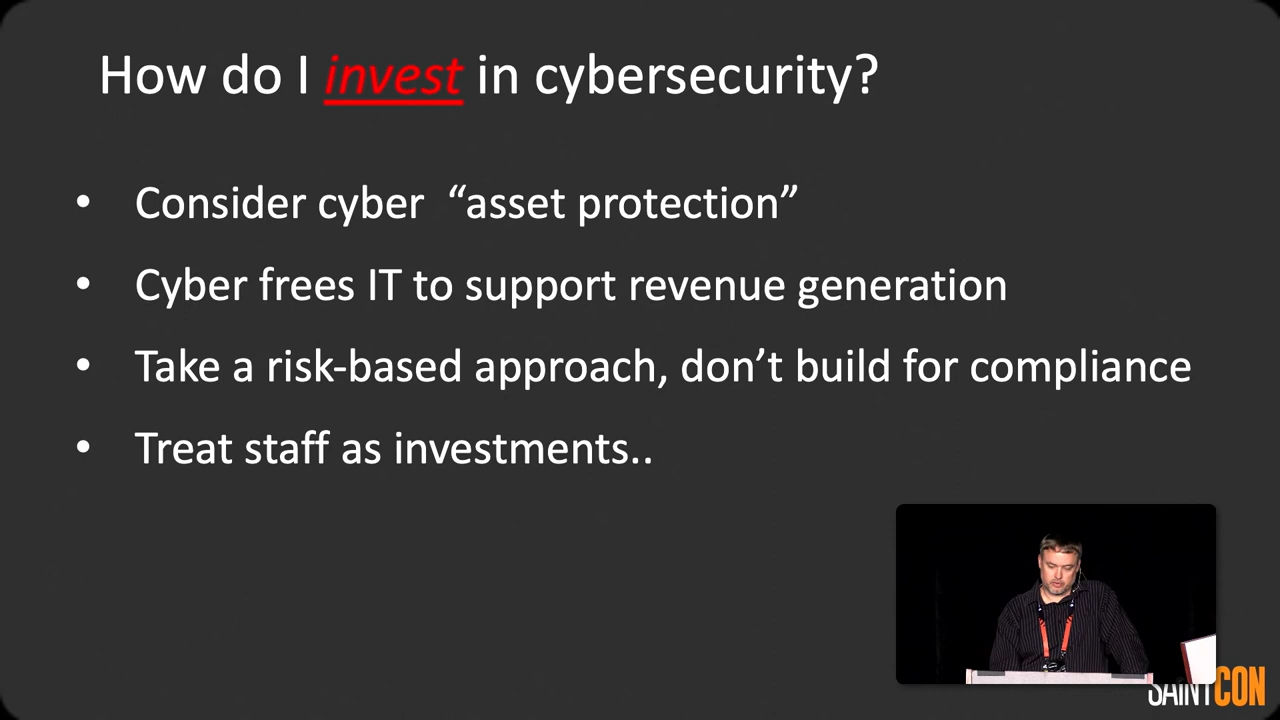 How do I invest in cybersecurity?
• Consider cyber  “asset protection”
• Cyber frees IT to support revenue generation
• Take a risk-based approach, don’t build for compliance
• Treat staff as investments..
SAINTCON